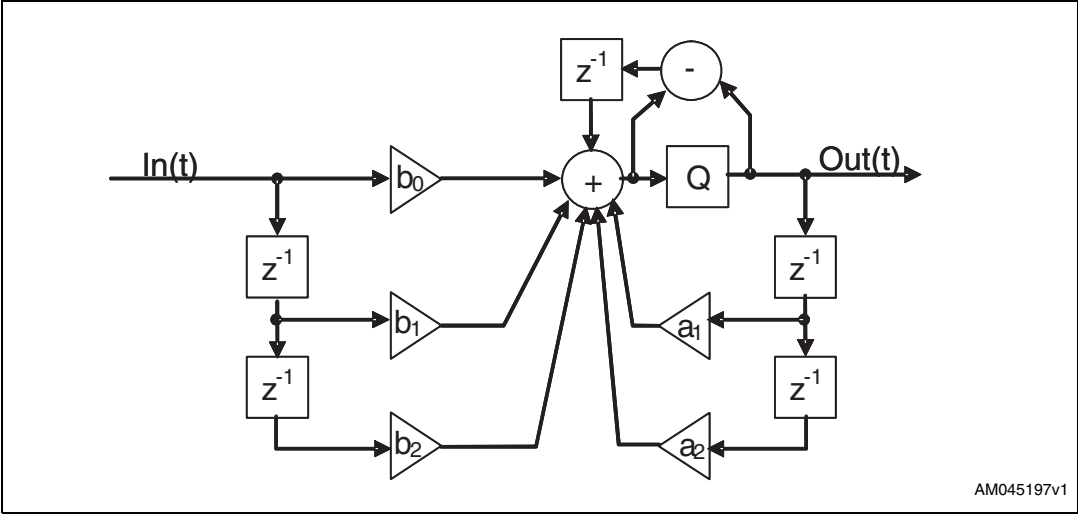 z⁻¹
-
In(t)
b₀
+
Q
Out(t)
z⁻¹
z⁻¹
b₁
a₁
z⁻¹
z⁻¹
b₂
a₂
AM045197v1